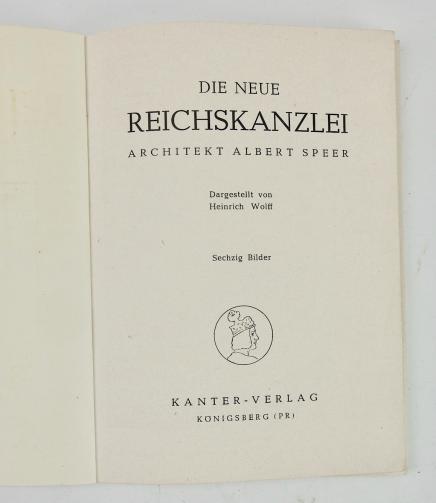 DIE NEUE
REICHSKANZLEI
ARCHITEKT ALBERT SPEER
Dargestellt von
Heinrich Wolff
Sechzig Bilder
KANTER-VERLAG
KÖNIGSBERG (PR)